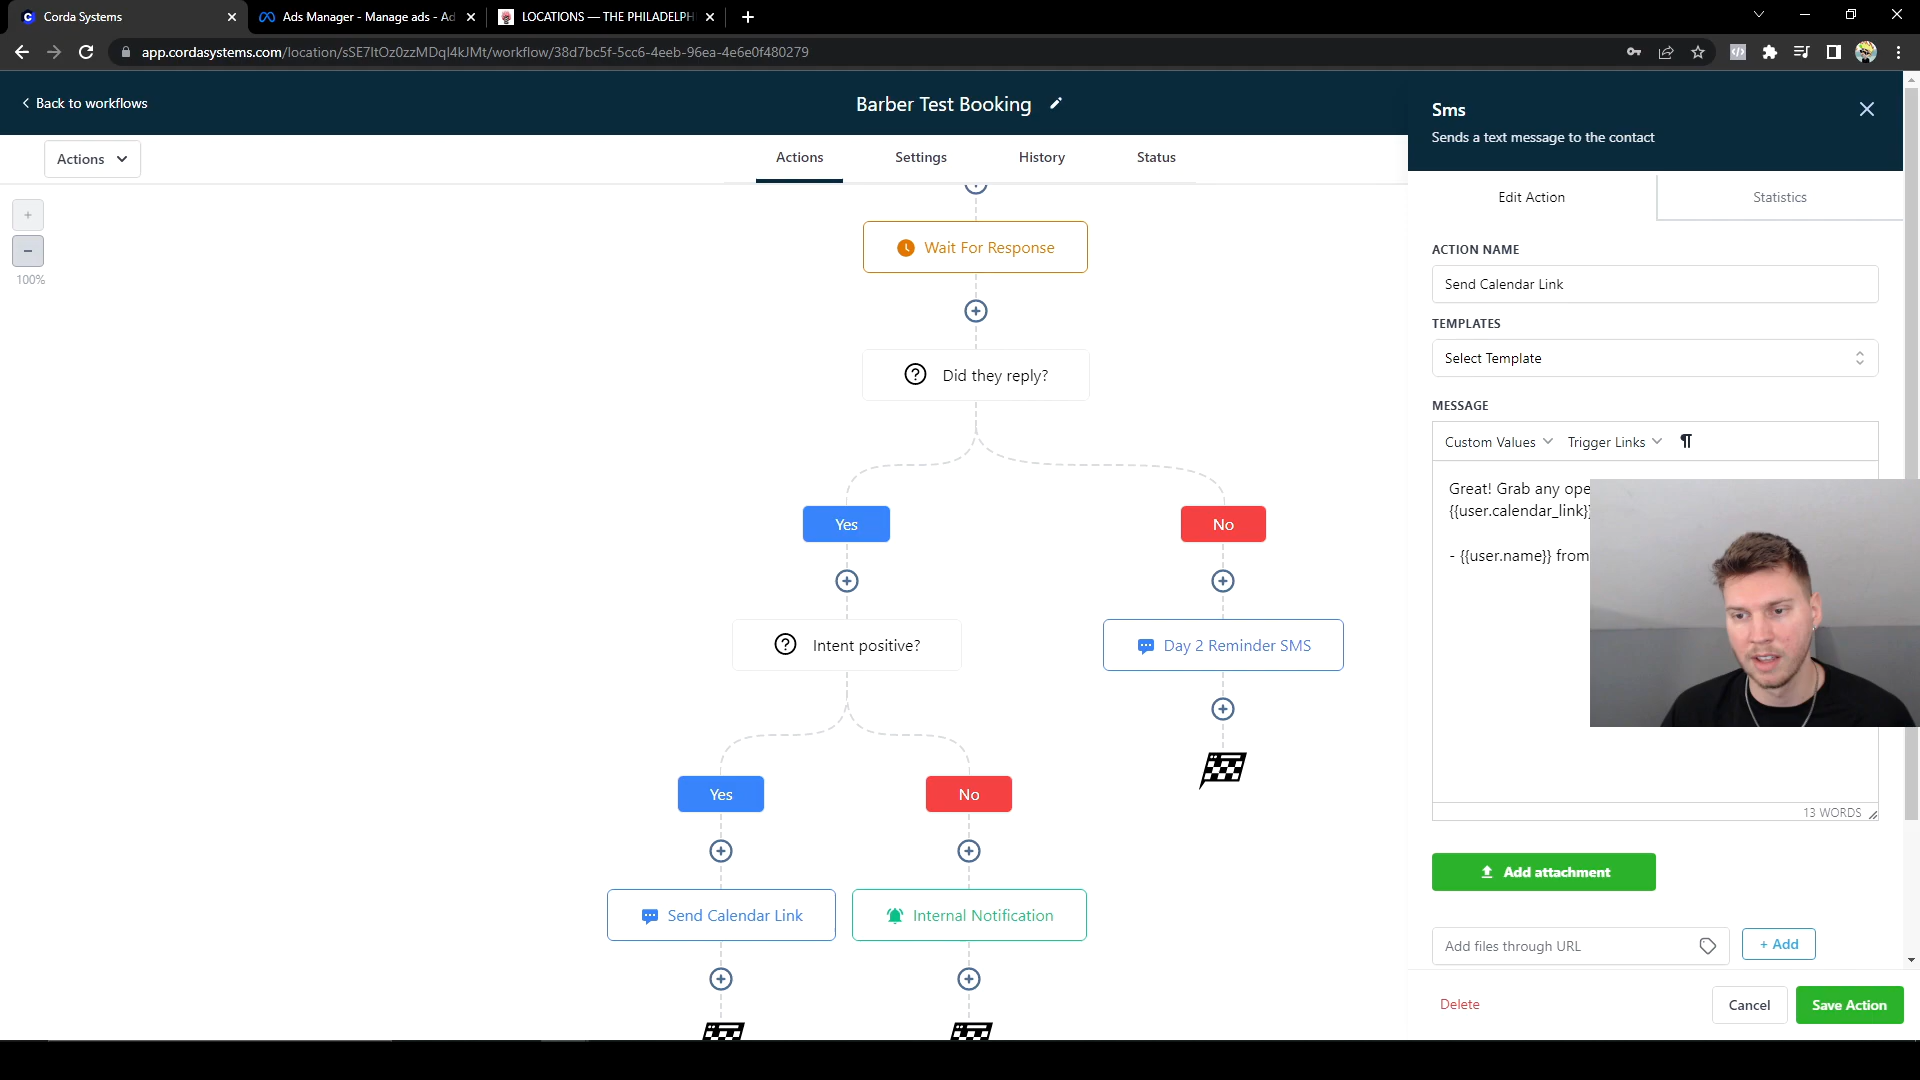 Corda Systems
Ads Manager - Manage ads - Ad
LOCATIONS — THE PHILADELPH
app.cordasystems.com/location/sSE7ltOz0zzMDql4kJMt/workflow/38d7bc5f-5cc6-4eeb-96ea-4e6e0f480279
Back to workflows
Barber Test Booking
Sms
Sends a text message to the contact
Actions
Actions
Settings
History
Status
Edit Action
Statistics
100%
Wait For Response
Did they reply?
Yes
No
Intent positive?
Day 2 Reminder SMS
Yes
No
Send Calendar Link
Internal Notification
ACTION NAME
Send Calendar Link
TEMPLATES
Select Template
MESSAGE
Custom Values
Trigger Links
Great! Grab any ope
{{user.calendar_link}}
- {{user.name}} from
13 WORDS
Add attachment
Add files through URL
+ Add
Delete
Cancel
Save Action